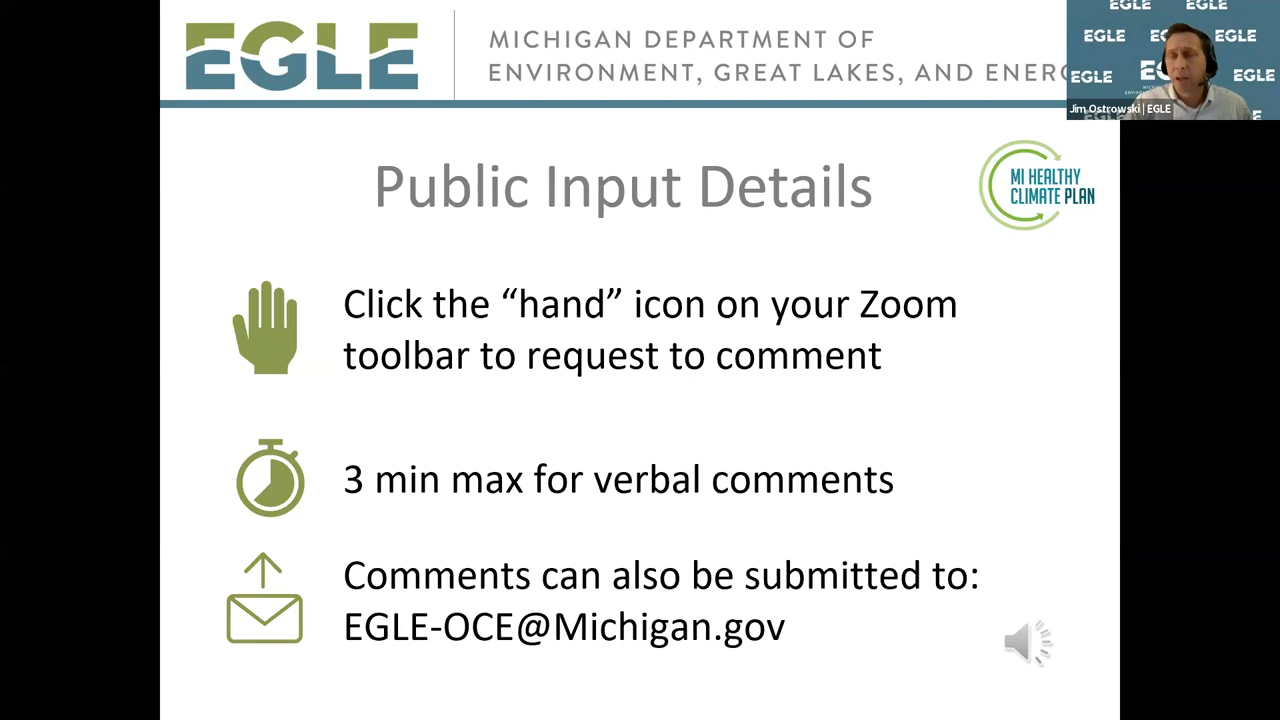 EGLE
MICHIGAN DEPARTMENT OF
ENVIRONMENT, GREAT LAKES, AND ENERG
EGLE EGLE
EGLE EGLE
EGLE EGLE
Jim Ostrowski | EGLE
Public Input Details
MI HEALTHY
CLIMATE PLAN
Click the “hand” icon on your Zoom
toolbar to request to comment
3 min max for verbal comments
Comments can also be submitted to:
EGLE-OCE@Michigan.gov